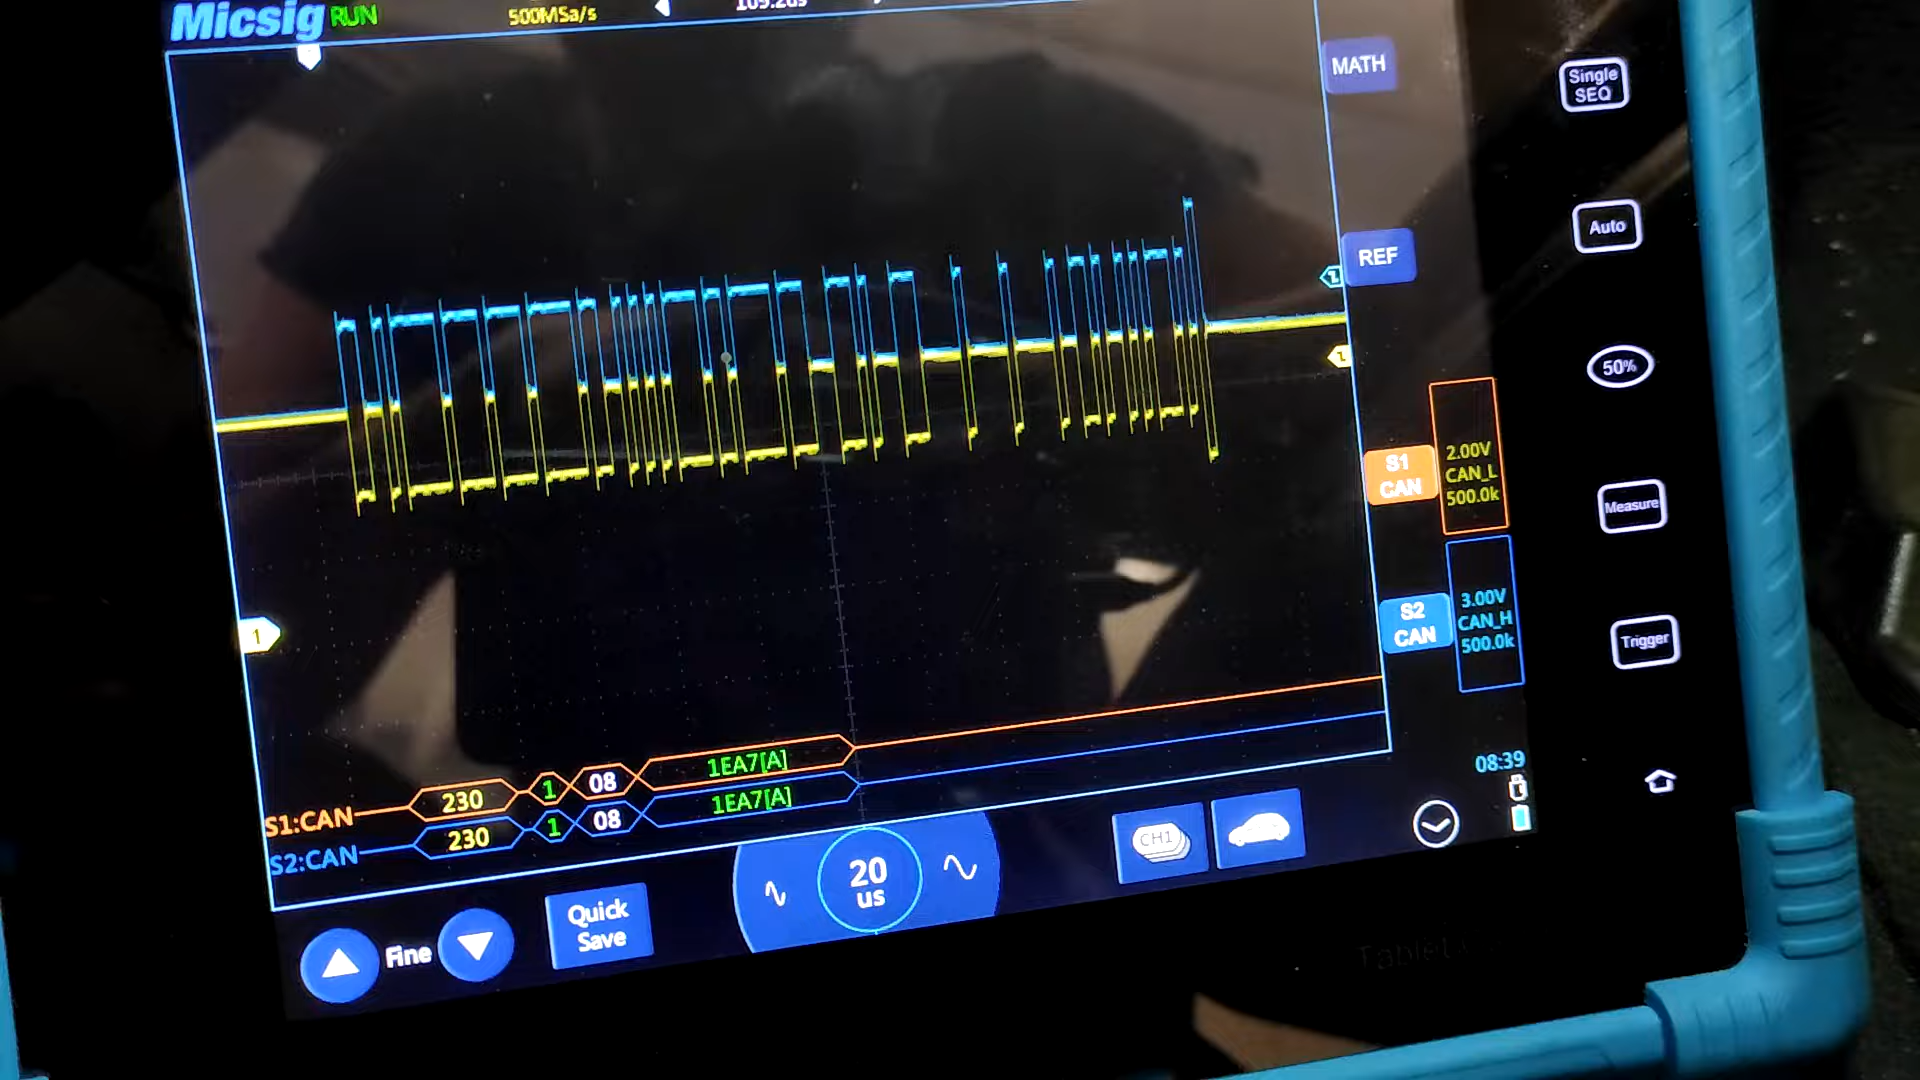 Micsig RUN 500MSa/s
MATH
Single
SEQ
Auto
REF
50%
S1
CAN
2.00V
CAN_L
500.0k
Measure
S2
CAN
3.00V
CAN_H
500.0k
Trigger
1
S1:CAN 230 1 08 1EA7[A]
S2:CAN 230 1 08 1EA7[A]
08:39
Fine
Quick
Save
20
us
CH1